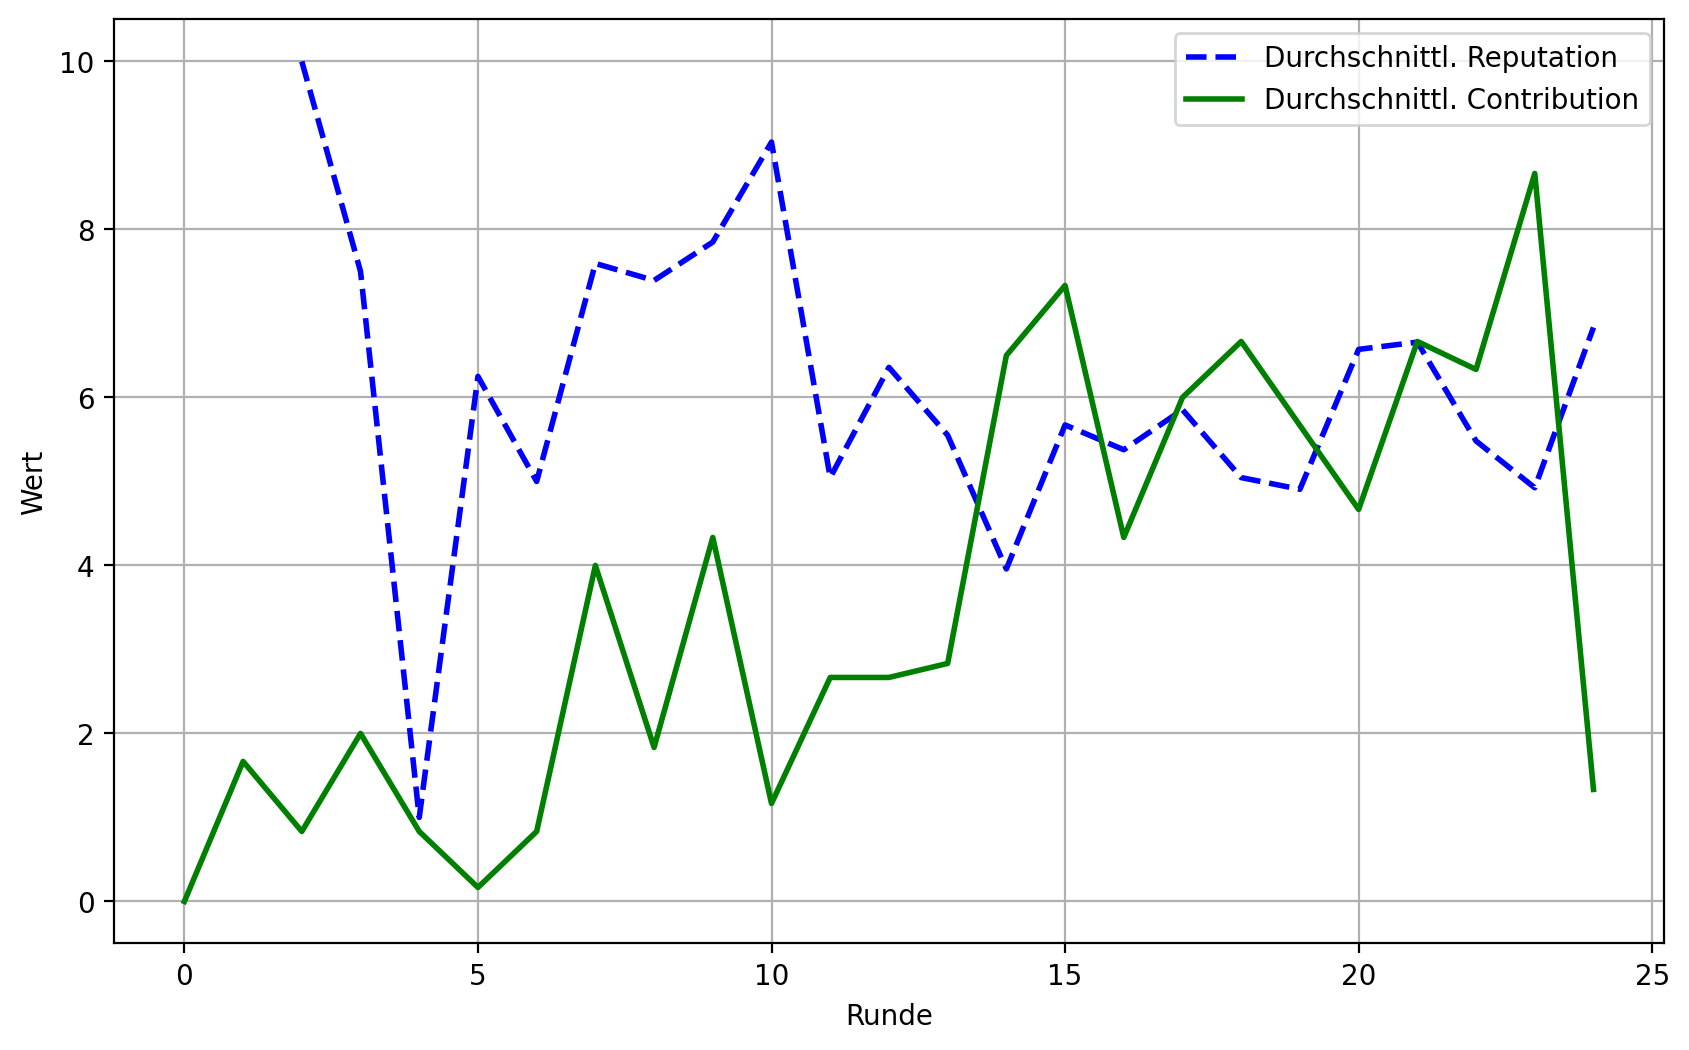 Durchschnittl. Reputation
Durchschnittl. Contribution
10
8
6
4
2
0
Wert
0 5 10 15 20 25
Runde